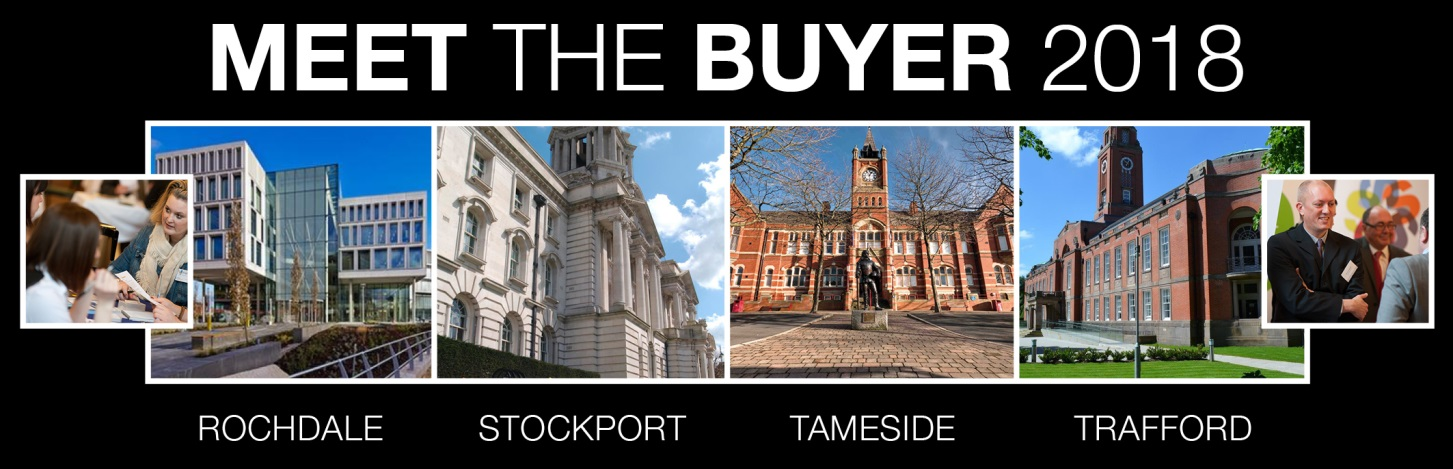 MEET THE BUYER 2018
ROCHDALE STOCKPORT TAMESIDE TRAFFORD